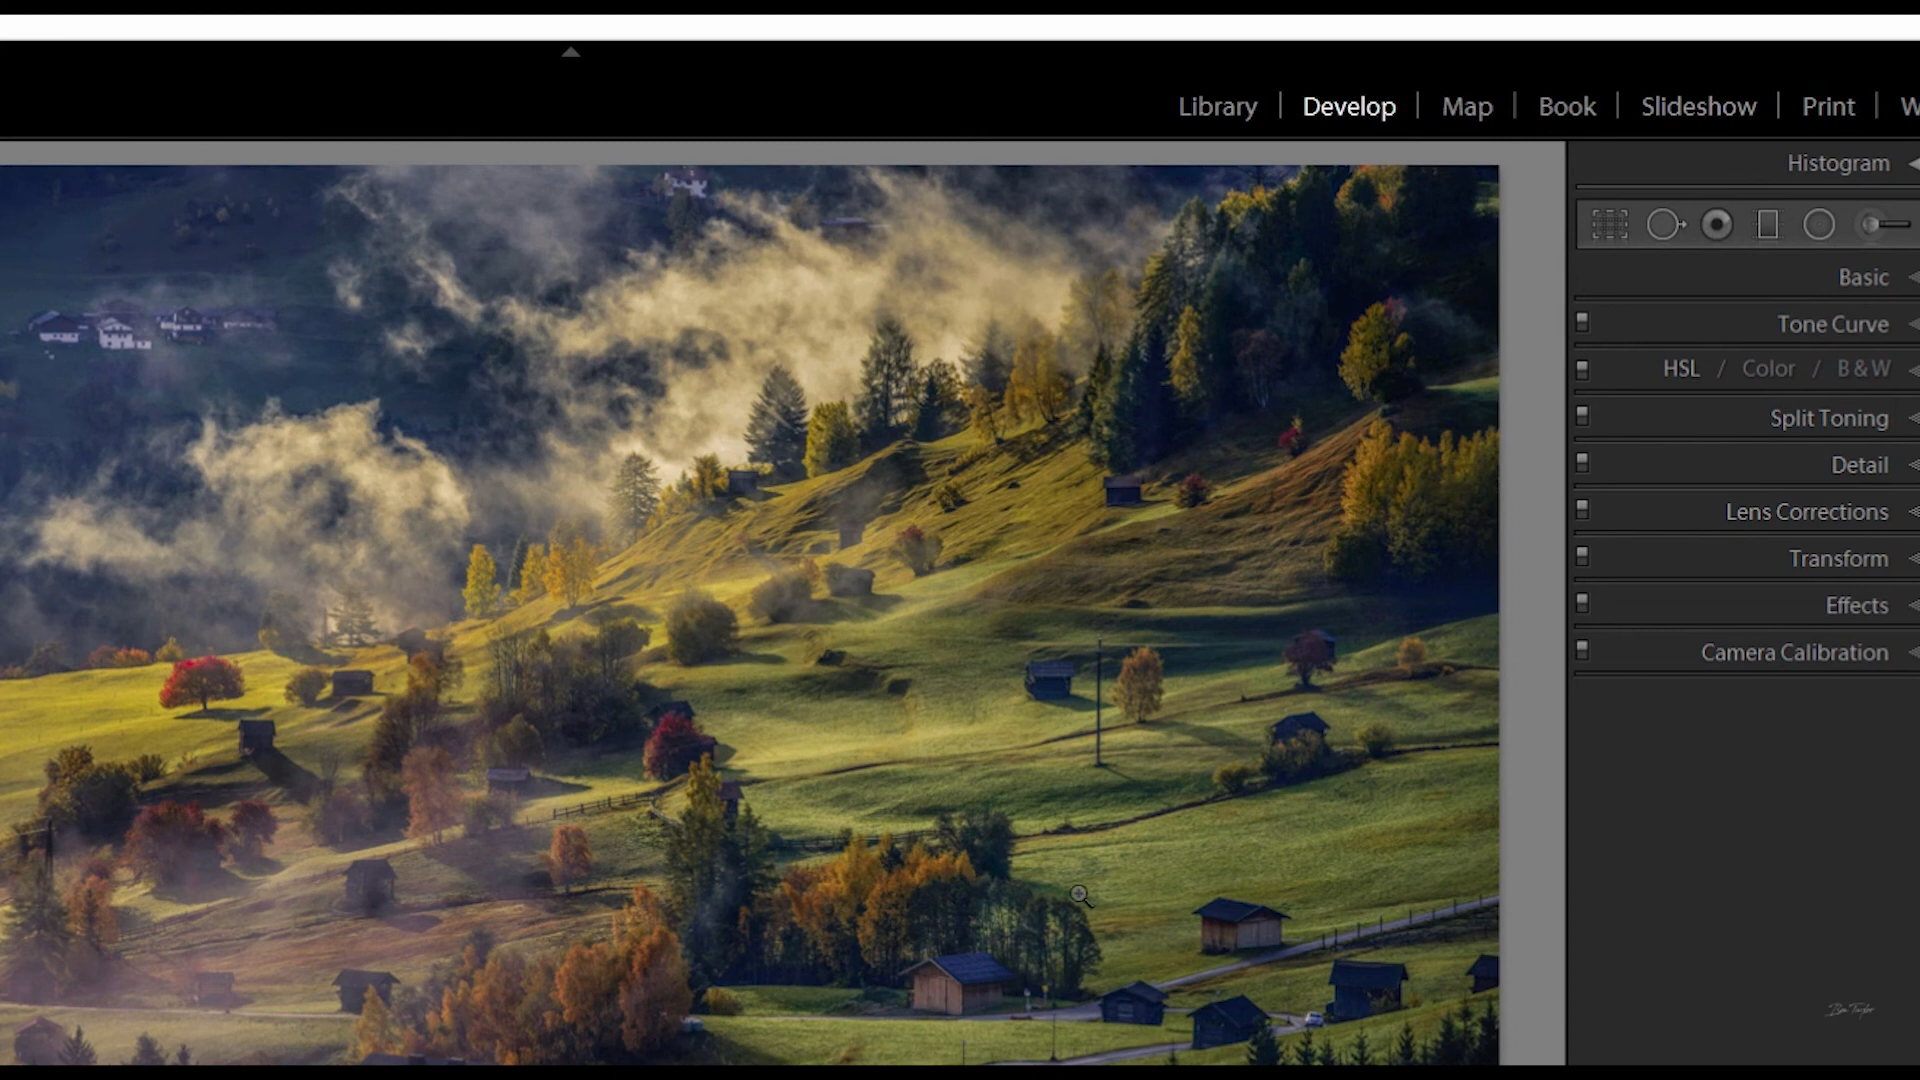 Library | Develop | Map | Book | Slideshow | Print |
Histogram
Basic
Tone Curve
HSL / Color / B & W
Split Toning
Detail
Lens Corrections
Transform
Effects
Camera Calibration